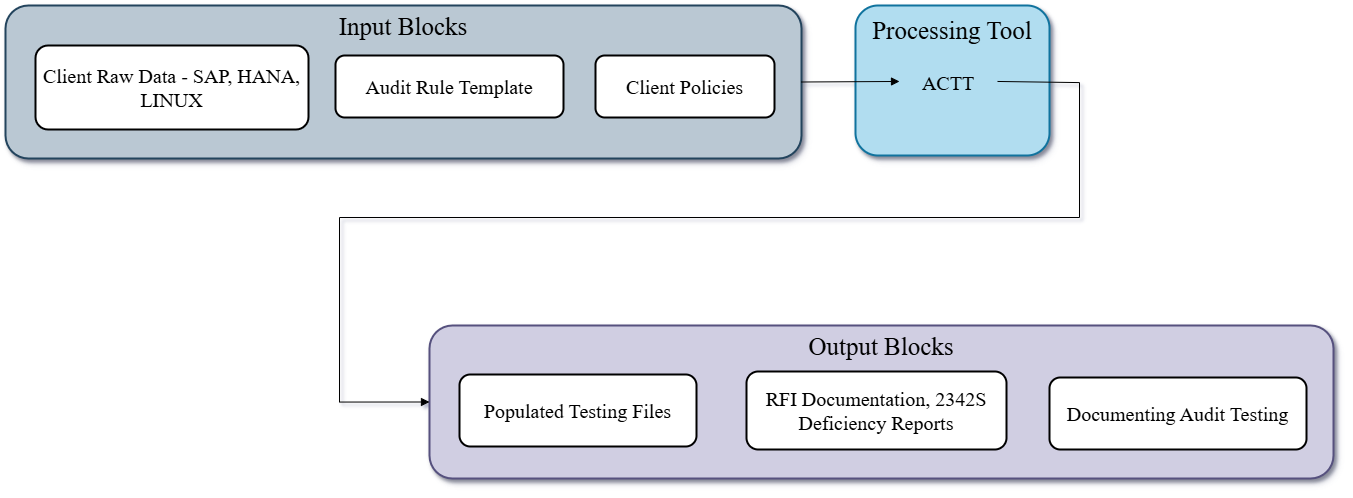 Input Blocks
Client Raw Data - SAP, HANA,
LINUX
Audit Rule Template
Client Policies
Processing Tool
ACTT
Output Blocks
Populated Testing Files
RFI Documentation, 2342S
Deficiency Reports
Documenting Audit Testing